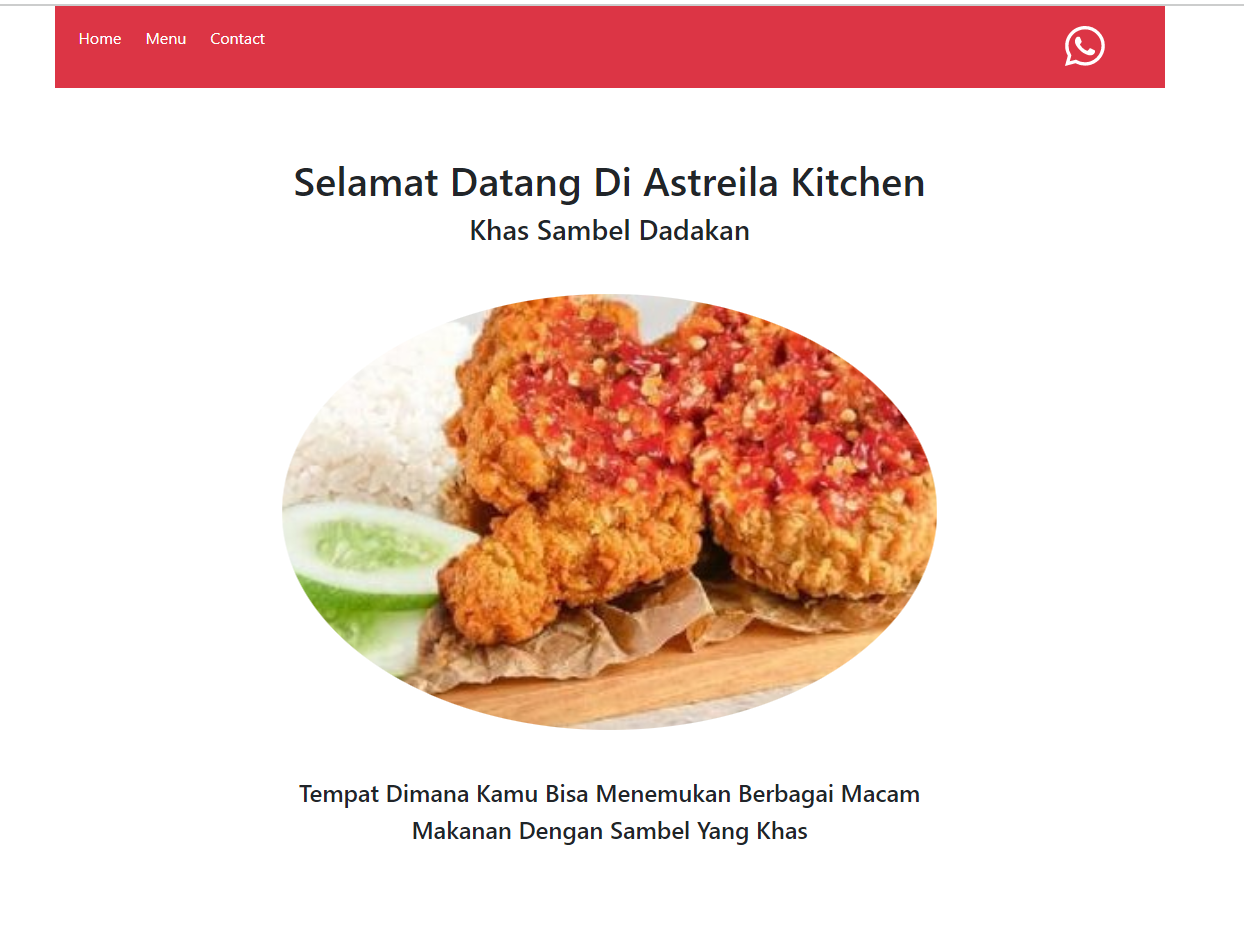 Home Menu Contact
Selamat Datang Di Astreila Kitchen
Khas Sambel Dadakan
Tempat Dimana Kamu Bisa Menemukan Berbagai Macam
Makanan Dengan Sambel Yang Khas